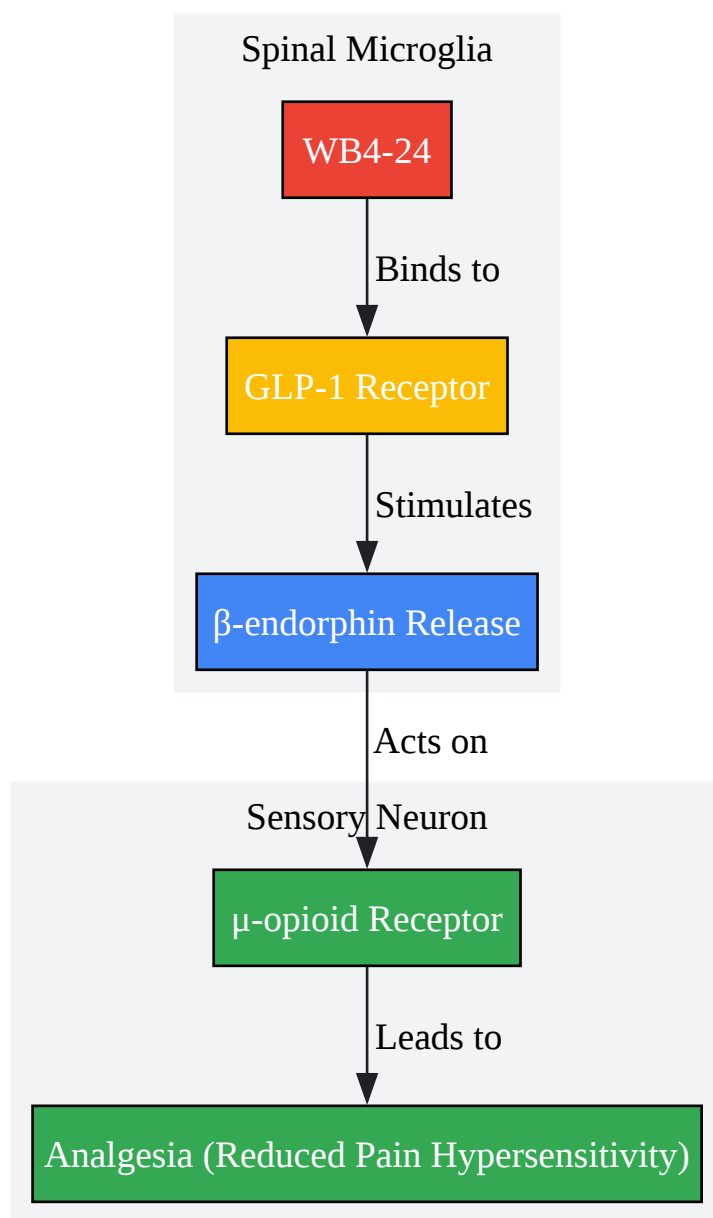 Spinal Microglia
WB4-24
Binds to
GLP-1 Receptor
Stimulates
β-endorphin Release
Acts on
Sensory Neuron
μ-opioid Receptor
Leads to
Analgesia (Reduced Pain Hypersensitivity)